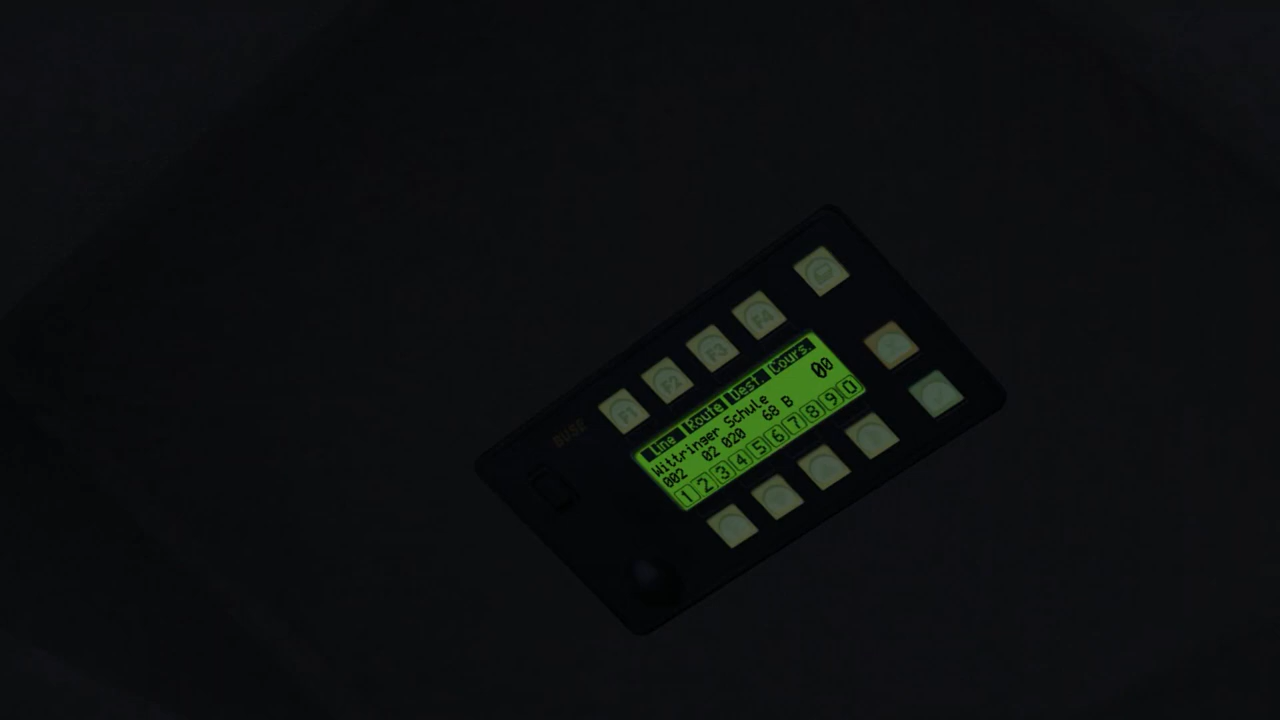 F1 F2 F3 F4
Line Route Dest. Cours.
Wittringer Schule 00
002 02 020 68 B
1 2 3 4 5 6 7 8 9 0